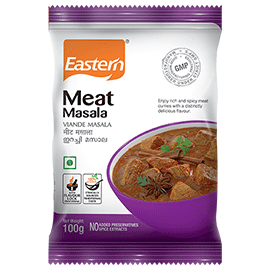 Eastern
GMP
Meat
Masala
VIANDE MASALA
मीट मसाला
ഇറച്ചി മസാല
Enjoy rich and spicy meat
curries with a distinctly
delicious flavour.
Net Weight
100g
NO ADDED PRESERVATIVES
SPICE EXTRACTS